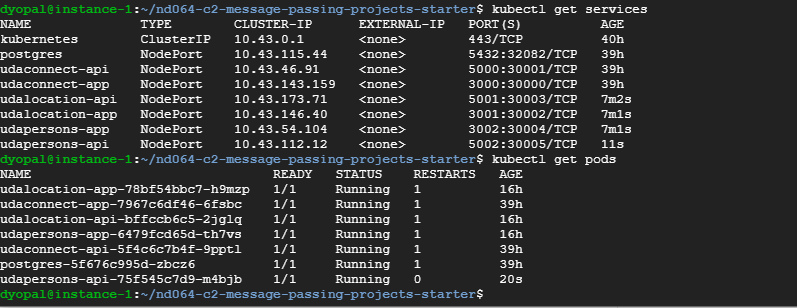 dyopal@instance-1:~/nd064-c2-message-passing-projects-starter$ kubectl get services
NAME TYPE CLUSTER-IP EXTERNAL-IP PORT(S) AGE
kubernetes ClusterIP 10.43.0.1 <none> 443/TCP 40h
postgres NodePort 10.43.115.44 <none> 5432:32082/TCP 39h
udaconnect-api NodePort 10.43.46.91 <none> 5000:30001/TCP 39h
udaconnect-app NodePort 10.43.143.159 <none> 3000:30000/TCP 39h
udalocation-api NodePort 10.43.173.71 <none> 5001:30003/TCP 7m2s
udalocation-app NodePort 10.43.146.40 <none> 3001:30002/TCP 7m1s
udapersons-app NodePort 10.43.54.104 <none> 3002:30004/TCP 7m1s
udapersons-api NodePort 10.43.112.12 <none> 5002:30005/TCP 11s
dyopal@instance-1:~/nd064-c2-message-passing-projects-starter$ kubectl get pods
NAME READY STATUS RESTARTS AGE
udalocation-app-78bf54bbc7-h9mzp 1/1 Running 1 16h
udaconnect-app-7967c6df46-6fsbc 1/1 Running 1 39h
udalocation-api-bffccb6c5-2jglq 1/1 Running 1 16h
udapersons-app-6479fcd65d-th7vs 1/1 Running 1 16h
udaconnect-api-5f4c6c7b4f-9pptl 1/1 Running 1 39h
postgres-5f676c995d-zbcz6 1/1 Running 1 39h
udapersons-api-75f545c7d9-m4bjb 1/1 Running 0 20s
dyopal@instance-1:~/nd064-c2-message-passing-projects-starter$